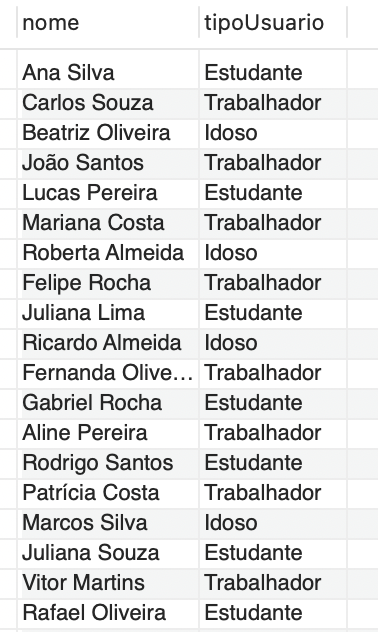 nome tipoUsuario
Ana Silva Estudante
Carlos Souza Trabalhador
Beatriz Oliveira Idoso
João Santos Trabalhador
Lucas Pereira Estudante
Mariana Costa Trabalhador
Roberta Almeida Idoso
Felipe Rocha Trabalhador
Juliana Lima Estudante
Ricardo Almeida Idoso
Fernanda Olive... Trabalhador
Gabriel Rocha Estudante
Aline Pereira Trabalhador
Rodrigo Santos Estudante
Patrícia Costa Trabalhador
Marcos Silva Idoso
Juliana Souza Estudante
Vitor Martins Trabalhador
Rafael Oliveira Estudante